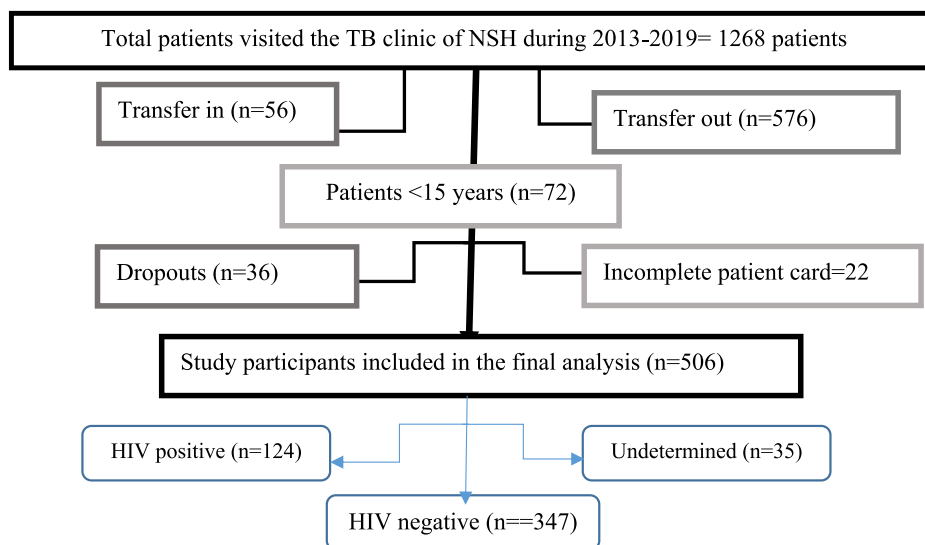 Total patients visited the TB clinic of NSH during 2013-2019= 1268 patients
Transfer in (n=56)
Transfer out (n=576)
Patients <15 years (n=72)
Dropouts (n=36)
Incomplete patient card=22
Study participants included in the final analysis (n=506)
HIV positive (n=124)
Undetermined (n=35)
HIV negative (n==347)